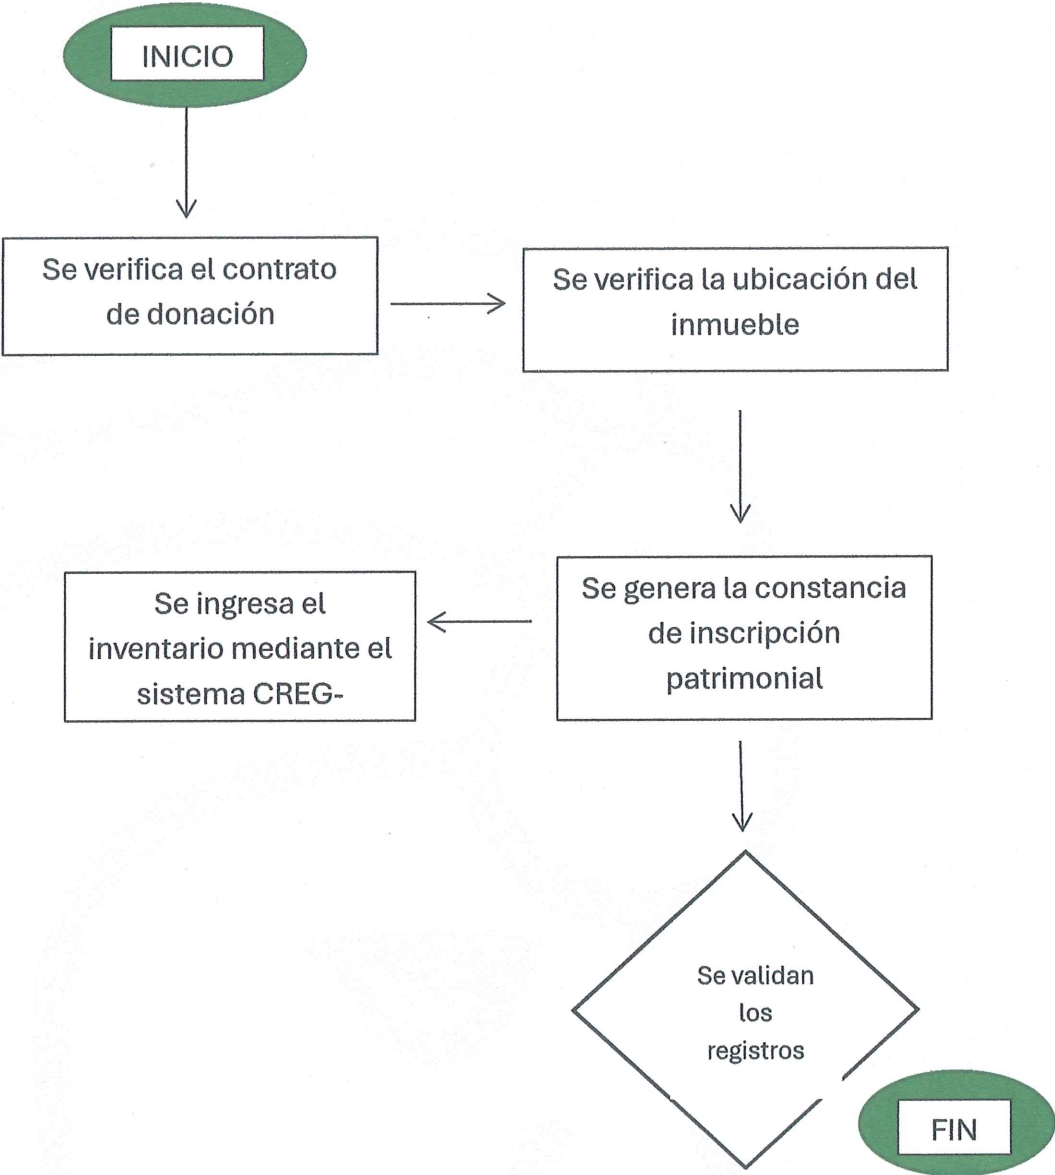 INICIO
Se verifica el contrato
de donación
Se verifica la ubicación del
inmueble
Se genera la constancia
de inscripción
patrimonial
Se ingresa el
inventario mediante el
sistema CREG-
Se validan
los
registros
FIN